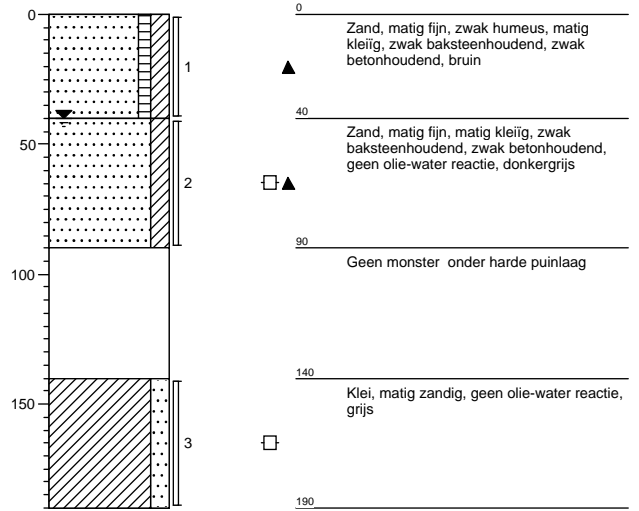 0
50
100
150
1
2
3
0
Zand, matig fijn, zwak humeus, matig
kleiïg, zwak baksteenhoudend, zwak
betonhoudend, bruin
40
Zand, matig fijn, matig kleiïg, zwak
baksteenhoudend, zwak betonhoudend,
geen olie-water reactie, donkergrijs
90
Geen monster onder harde puinlaag
140
Klei, matig zandig, geen olie-water reactie,
grijs
190